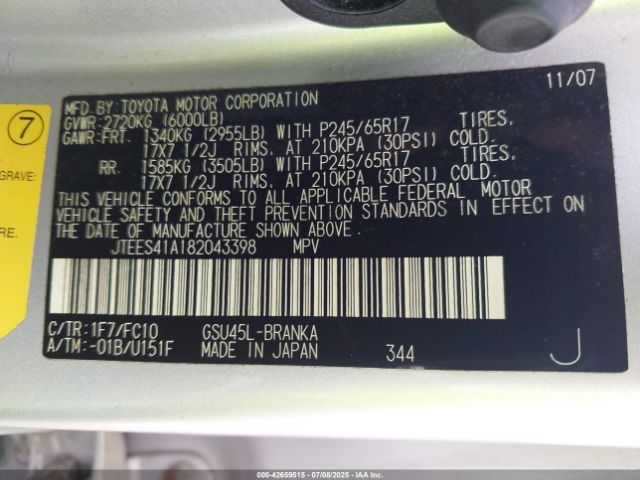 MFD. BY: TOYOTA MOTOR CORPORATION 11/07
GVWR: 2720KG (6000LB)
GAWR: FRT. 1340KG (2955LB) WITH P245/65R17 TIRES.
17X7 1/2J RIMS, AT 210KPA (30PSI) COLD.
RR. 1585KG (3505LB) WITH P245/65R17 TIRES.
17X7 1/2J RIMS, AT 210KPA (30PSI) COLD.
THIS VEHICLE CONFORMS TO ALL APPLICABLE FEDERAL MOTOR
VEHICLE SAFETY AND THEFT PREVENTION STANDARDS IN EFFECT ON
THE DATE OF MANUFACTURE SHOWN ABOVE.
JTEES41A182043398 MPV
C/TR: 1F7/FC10 GSU45L-BRANKA
A/TM: -01B/U151F MADE IN JAPAN 344 J
7
GRAVE:
RE.
000-42659515 - 07/08/2025 - IAAI.COM